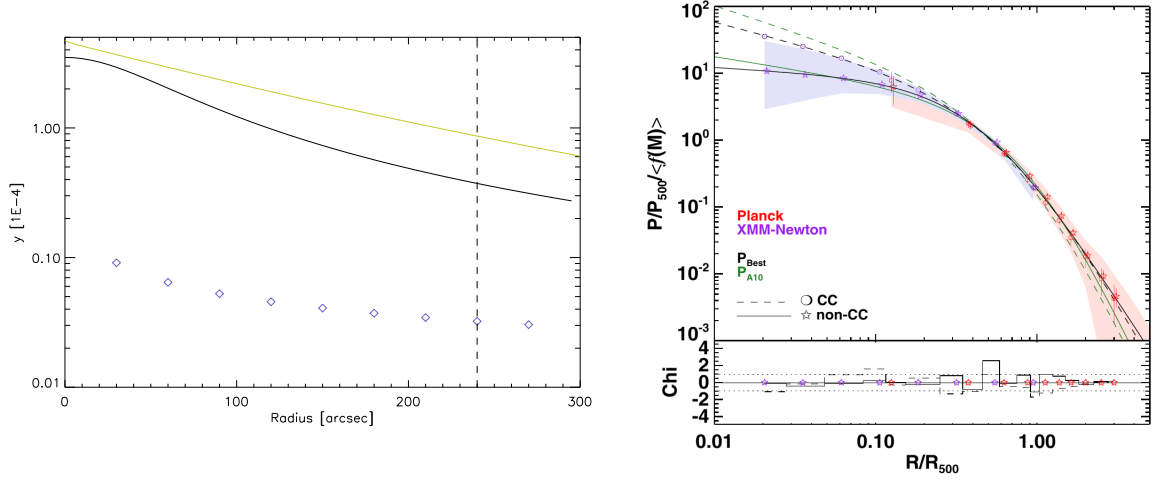 y [1E-4]
1.00
0.10
0.01
0
100
200
300
Radius [arcsec]
P/P500/<f(M)>
10²
10¹
10⁰
10⁻¹
10⁻²
10⁻³
Planck
XMM-Newton
PBest
PA10
CC
non-CC
Chi
4
2
0
-2
-4
0.01
0.10
1.00
R/R500